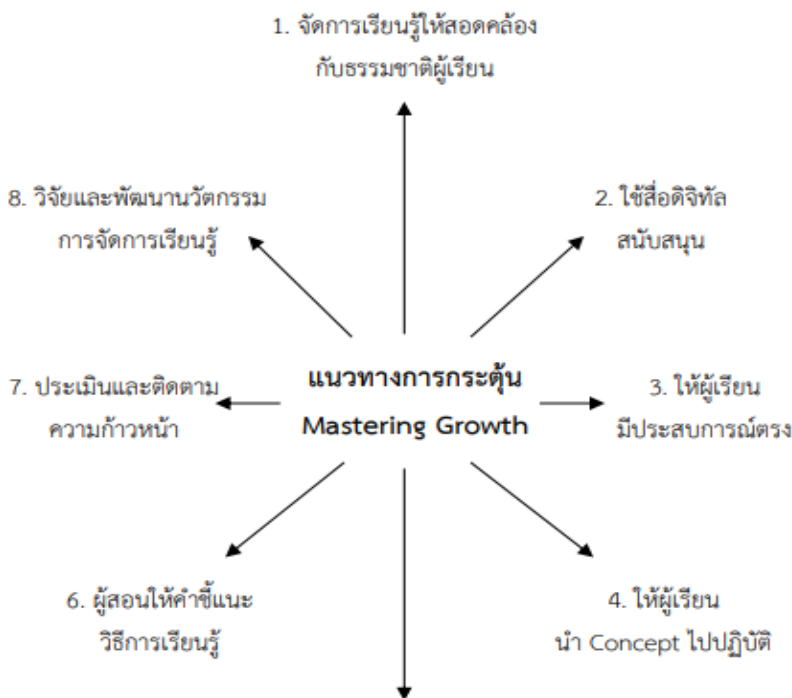 1. จัดการเรียนรู้ให้สอดคล้อง
กับธรรมชาติผู้เรียน
8. วิจัยและพัฒนานวัตกรรม
การจัดการเรียนรู้
2. ใช้สื่อดิจิทัล
สนับสนุน
แนวทางการกระตุ้น
Mastering Growth
7. ประเมินและติดตาม
ความก้าวหน้า
3. ให้ผู้เรียน
มีประสบการณ์ตรง
6. ผู้สอนให้คำชี้แนะ
วิธีการเรียนรู้
4. ให้ผู้เรียน
นำ Concept ไปปฏิบัติ